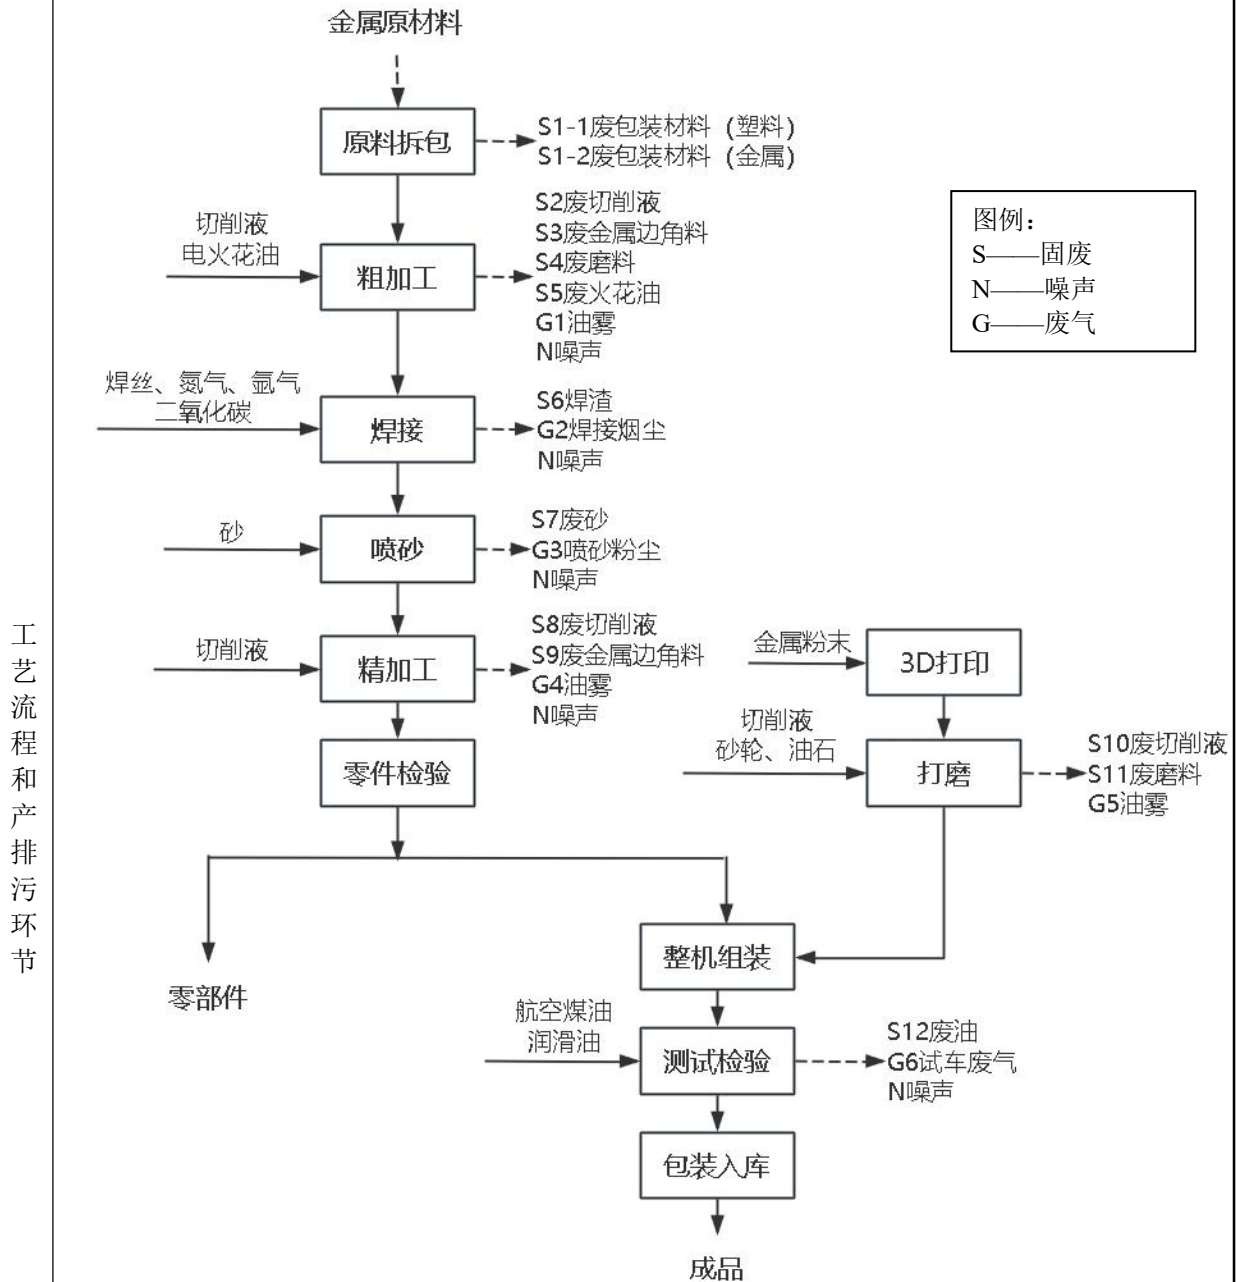 金属原材料
原料拆包
S1-1废包装材料（塑料）
S1-2废包装材料（金属）
切削液
电火花油
粗加工
S2废切削液
S3废金属边角料
S4废磨料
S5废火花油
G1油雾
N噪声
图例：
S——固废
N——噪声
G——废气
焊丝、氮气、氩气
二氧化碳
焊接
S6焊渣
G2焊接烟尘
N噪声
砂
喷砂
S7废砂
G3喷砂粉尘
N噪声
切削液
精加工
S8废切削液
S9废金属边角料
G4油雾
N噪声
金属粉末
3D打印
零件检验
切削液
砂轮、油石
打磨
S10废切削液
S11废磨料
G5油雾
工艺流程和产排污环节
零部件
整机组装
航空煤油
润滑油
测试检验
S12废油
G6试车废气
N噪声
包装入库
成品